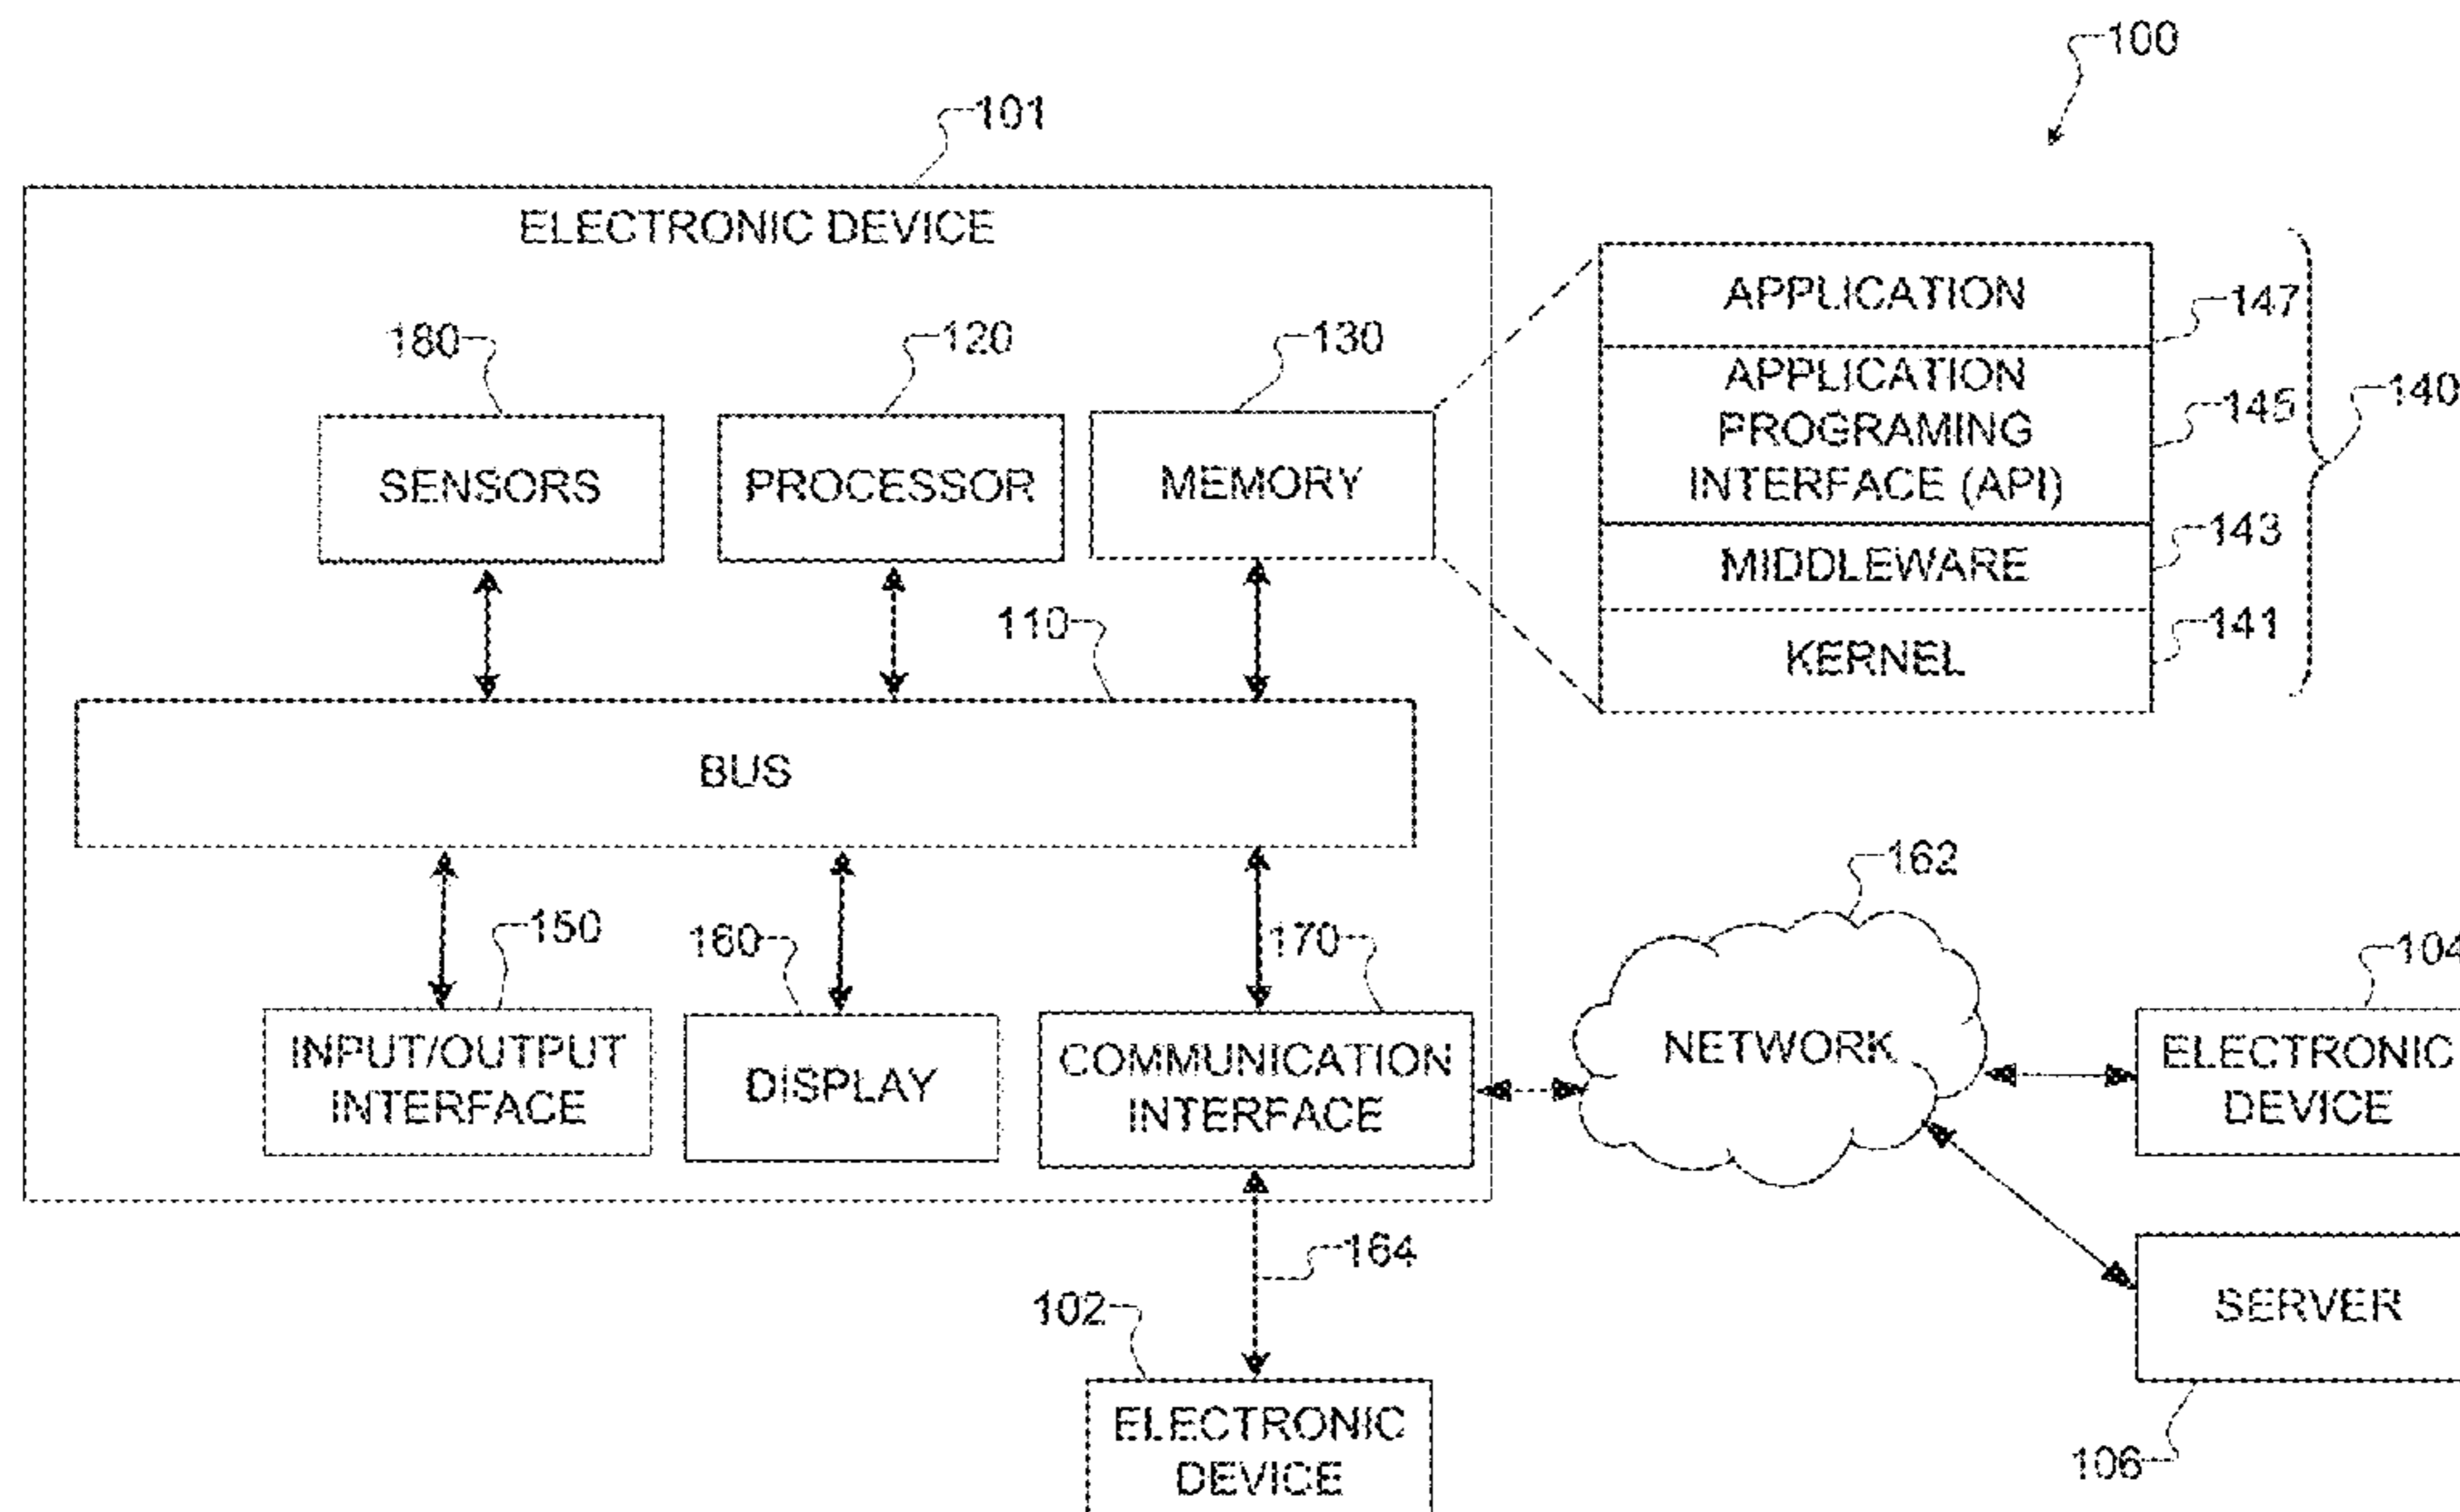 100
101
ELECTRONIC DEVICE
180
120
130
SENSORS
PROCESSOR
MEMORY
APPLICATION
147
APPLICATION
PROGRAMING
INTERFACE (API)
145
140
MIDDLEWARE
143
KERNEL
141
110
BUS
150
160
170
INPUT/OUTPUT
INTERFACE
DISPLAY
COMMUNICATION
INTERFACE
162
NETWORK
104
ELECTRONIC
DEVICE
164
102
ELECTRONIC
DEVICE
SERVER
106